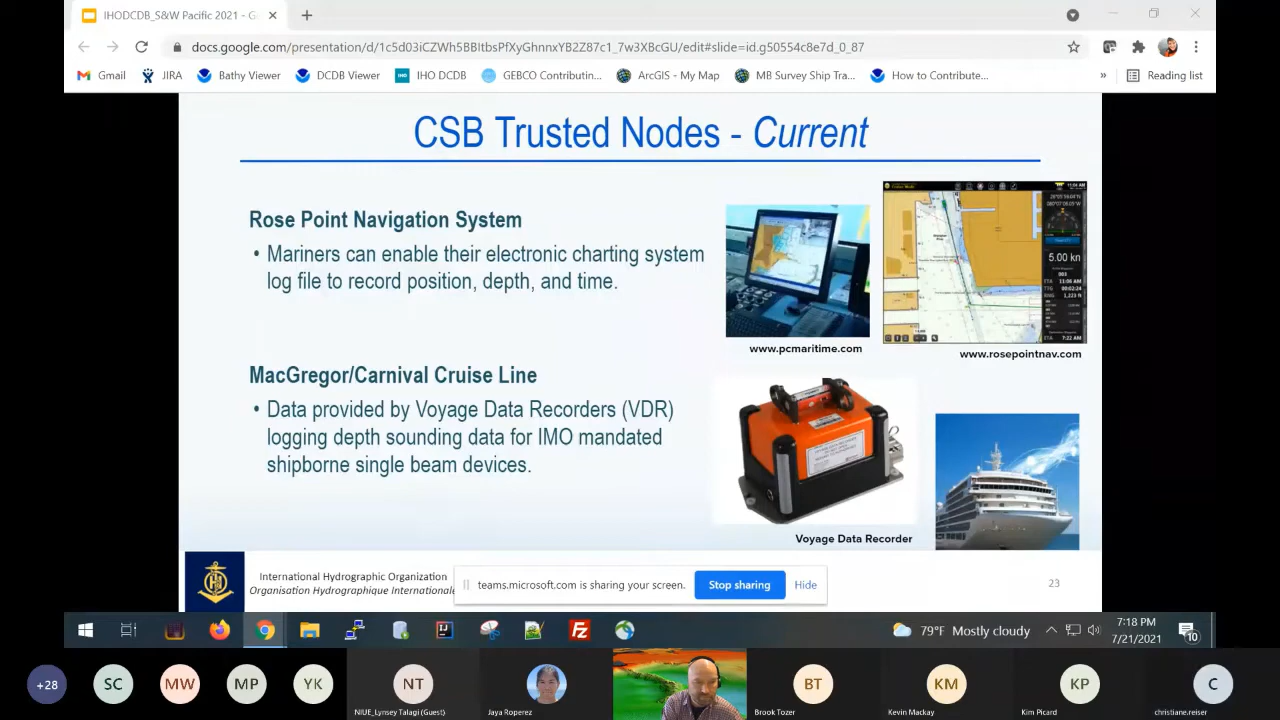 IHODCDB_S&W Pacific 2021 - G
docs.google.com/presentation/d/1c5d03iCZWh5BBItbsPfXyGhnnxYB2Z87c1_7w3XBcGU/edit#slide=id.g50554c8e7d_0_87
Gmail
JIRA
Bathy Viewer
DCDB Viewer
IHO DCDB
GEBCO Contributin...
ArcGIS - My Map
MB Survey Ship Tra...
How to Contribute...
»
Reading list
CSB Trusted Nodes - Current
Rose Point Navigation System
• Mariners can enable their electronic charting system
log file to record position, depth, and time.
5.00 kn
www.pcmaritime.com
www.rosepointnav.com
MacGregor/Carnival Cruise Line
• Data provided by Voyage Data Recorders (VDR)
logging depth sounding data for IMO mandated
shipborne single beam devices.
Voyage Data Recorder
International Hydrographic Organization
Organisation Hydrographique Internationale
teams.microsoft.com is sharing your screen.
Stop sharing
Hide
23
79°F Mostly cloudy
7:18 PM
7/21/2021
10
+28
SC
MW
MP
YK
NT
BT
KM
KP
C
NIUE_Lynsey Talagi (Guest)
Jaya Roperez
Brook Tozer
Kevin Mackay
Kim Picard
christiane.reiser